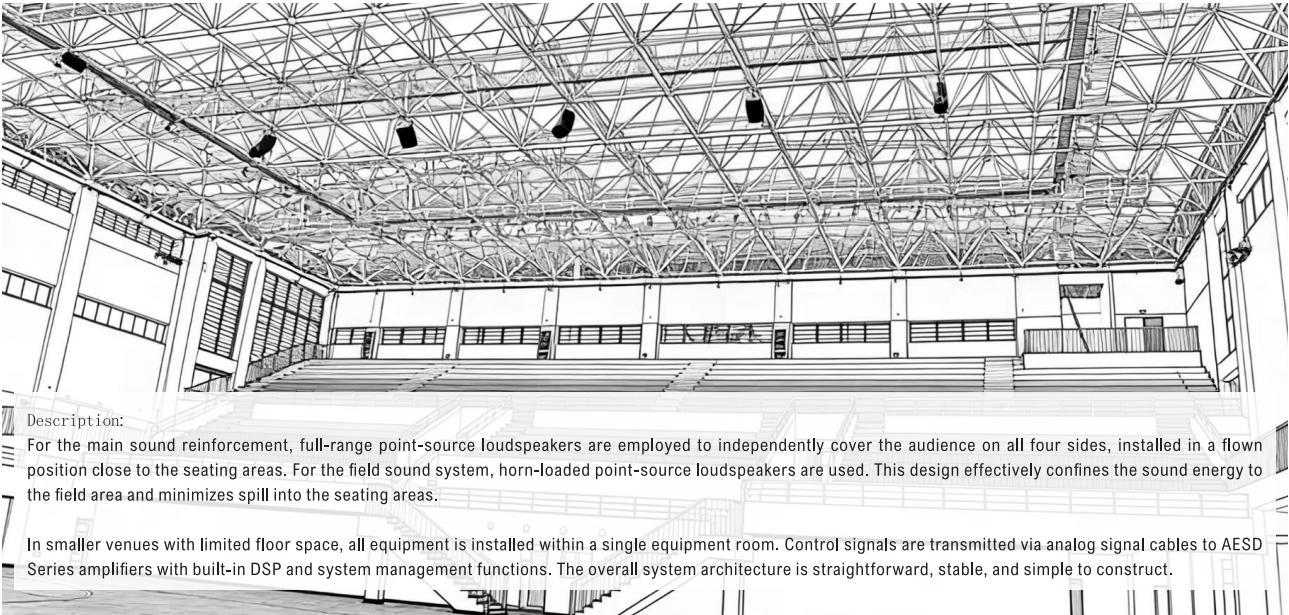 Description:
For the main sound reinforcement, full-range point-source loudspeakers are employed to independently cover the audience on all four sides, installed in a flown
position close to the seating areas. For the field sound system, horn-loaded point-source loudspeakers are used. This design effectively confines the sound energy to
the field area and minimizes spill into the seating areas.
In smaller venues with limited floor space, all equipment is installed within a single equipment room. Control signals are transmitted via analog signal cables to AESD
Series amplifiers with built-in DSP and system management functions. The overall system architecture is straightforward, stable, and simple to construct.